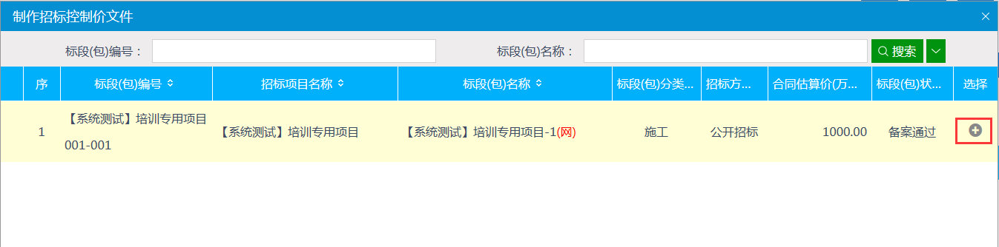 制作招标控制价文件
标段(包)编号：
标段(包)名称：
搜索
序
标段(包)编号
招标项目名称
标段(包)名称
标段(包)分类...
招标方...
合同估算价(万...
标段(包)状...
选择
1
【系统测试】培训专用项目
001-001
【系统测试】培训专用项目
【系统测试】培训专用项目-1(网)
施工
公开招标
1000.00
备案通过